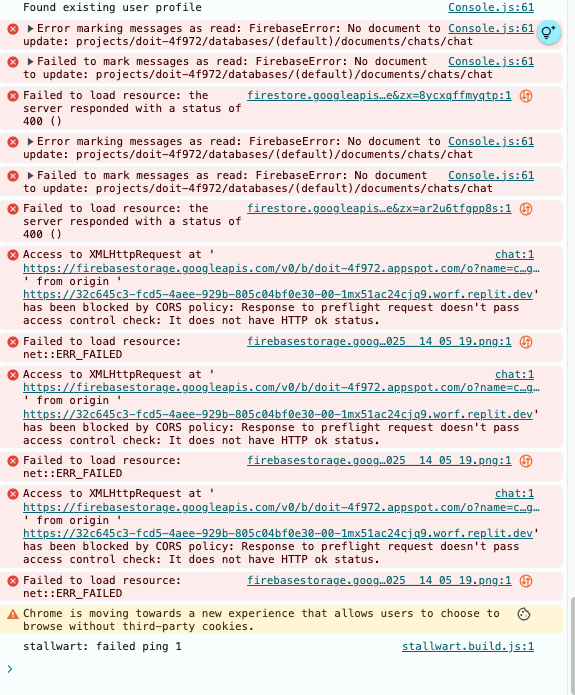 Found existing user profile Console.js:61
▶Error marking messages as read: FirebaseError: No document to Console.js:61
update: projects/doit-4f972/databases/(default)/documents/chats/chat
▶Failed to mark messages as read: FirebaseError: No document Console.js:61
to update: projects/doit-4f972/databases/(default)/documents/chats/chat
Failed to load resource: the firestore.googleapis…e&zx=8ycxqffmyqtp:1
server responded with a status of
400 ()
▶Error marking messages as read: FirebaseError: No document to Console.js:61
update: projects/doit-4f972/databases/(default)/documents/chats/chat
▶Failed to mark messages as read: FirebaseError: No document Console.js:61
to update: projects/doit-4f972/databases/(default)/documents/chats/chat
Failed to load resource: the firestore.googleapis…e&zx=ar2u6tfgpp8s:1
server responded with a status of
400 ()
Access to XMLHttpRequest at ' chat:1
https://firebasestorage.googleapis.com/v0/b/doit-4f972.appspot.com/o?name=c…g…
' from origin '
https://32c645c3-fcd5-4aee-929b-805c04bf0e30-00-1mx51ac24cjq9.worf.replit.dev'
has been blocked by CORS policy: Response to preflight request doesn't pass
access control check: It does not have HTTP ok status.
Failed to load resource: firebasestorage.goog…025 14 05 19.png:1
net::ERR_FAILED
Access to XMLHttpRequest at ' chat:1
https://firebasestorage.googleapis.com/v0/b/doit-4f972.appspot.com/o?name=c…g…
' from origin '
https://32c645c3-fcd5-4aee-929b-805c04bf0e30-00-1mx51ac24cjq9.worf.replit.dev'
has been blocked by CORS policy: Response to preflight request doesn't pass
access control check: It does not have HTTP ok status.
Failed to load resource: firebasestorage.goog…025 14 05 19.png:1
net::ERR_FAILED
Access to XMLHttpRequest at ' chat:1
https://firebasestorage.googleapis.com/v0/b/doit-4f972.appspot.com/o?name=c…g…
' from origin '
https://32c645c3-fcd5-4aee-929b-805c04bf0e30-00-1mx51ac24cjq9.worf.replit.dev'
has been blocked by CORS policy: Response to preflight request doesn't pass
access control check: It does not have HTTP ok status.
Failed to load resource: firebasestorage.goog…025 14 05 19.png:1
net::ERR_FAILED
Chrome is moving towards a new experience that allows users to choose to
browse without third-party cookies.
stallwart: failed ping 1 stallwart.build.js:1